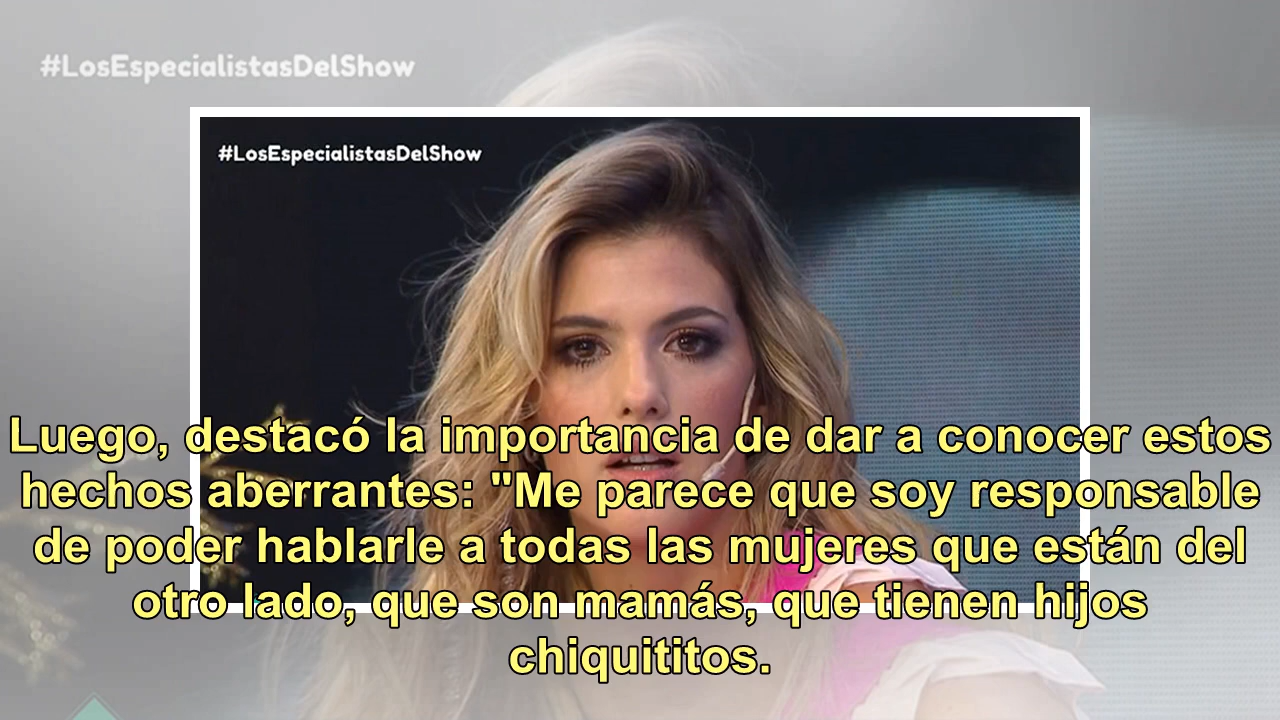 #LosEspecialistasDelShow
#LosEspecialistasDelShow
Luego, destacó la importancia de dar a conocer estos
hechos aberrantes: "Me parece que soy responsable
de poder hablarle a todas las mujeres que están del
otro lado, que son mamás, que tienen hijos
chiquititos.